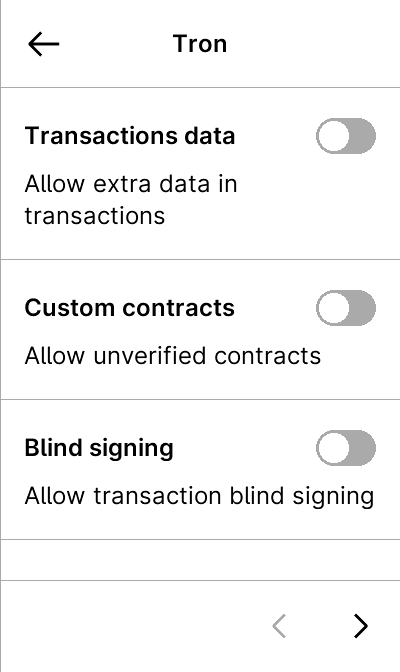 Tron
Transactions data
Allow extra data in
transactions
Custom contracts
Allow unverified contracts
Blind signing
Allow transaction blind signing